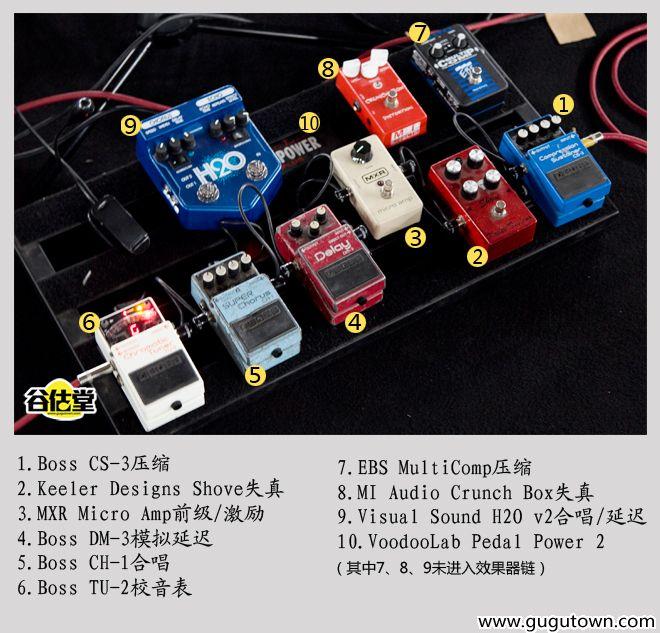 7
8
1
9
10
POWER
H2O
MXR
micro amp
Compression
Sustainer
CS-3
3
2
Delay
SUPER
Chorus
4
6
Chromatic
Tuner
5
谷估堂
1.Boss CS-3压缩
2.Keeler Designs Shove失真
3.MXR Micro Amp前级/激励
4.Boss DM-3模拟延迟
5.Boss CH-1合唱
6.Boss TU-2校音表
7.EBS MultiComp压缩
8.MI Audio Crunch Box失真
9.Visual Sound H2O v2合唱/延迟
10.VoodooLab Pedal Power 2
(其中7、8、9未进入效果器链)
www.gugutown.com